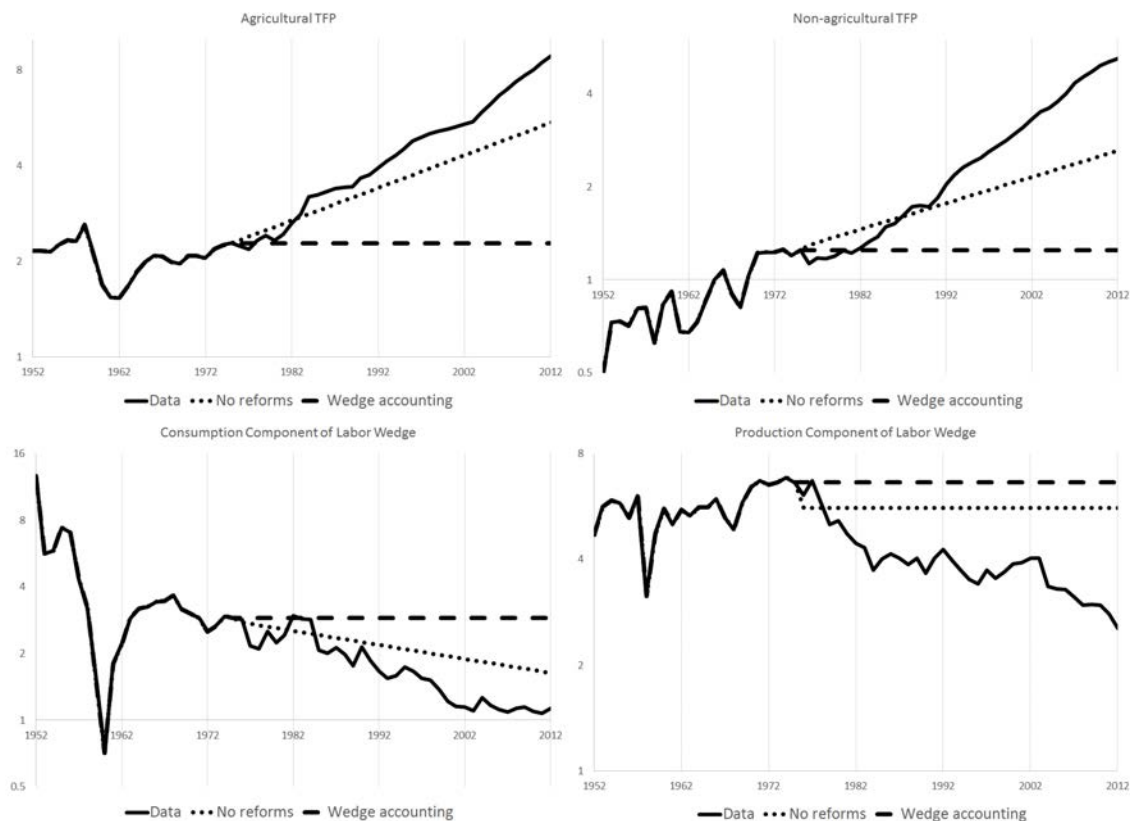 Agricultural TFP
8
4
2
1
1952 1962 1972 1982 1992 2002 2012
Data No reforms Wedge accounting
Non-agricultural TFP
4
2
1
1952 1962 1972 1982 1992 2002 2012
0.5
Data No reforms Wedge accounting
Consumption Component of Labor Wedge
16
8
4
2
1
1952 1962 1972 1982 1992 2002 2012
0.5
Data No reforms Wedge accounting
Production Component of Labor Wedge
8
4
2
1
1952 1962 1972 1982 1992 2002 2012
Data No reforms Wedge accounting